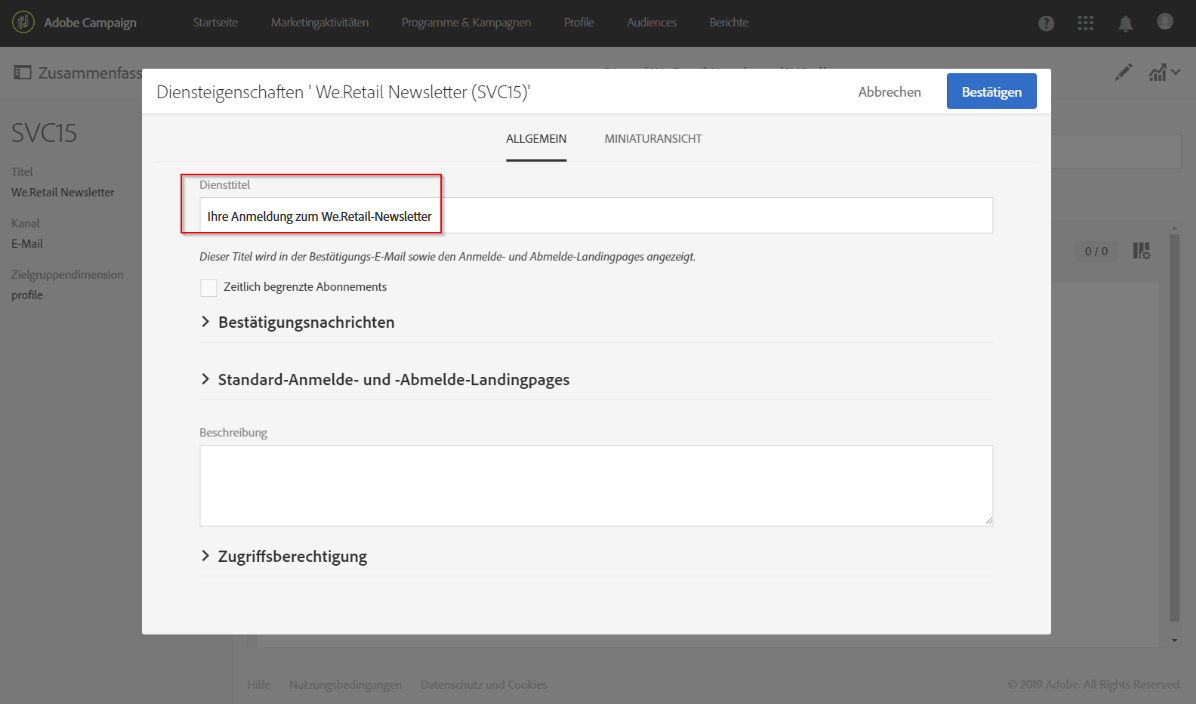 Adobe Campaign
Startseite
Marketingaktivitäten
Programme & Kampagnen
Profile
Audiences
Berichte
?
Zusammenfass
Diensteigenschaften ' We.Retail Newsletter (SVC15)'
Abbrechen
Bestätigen
SVC15
Titel
We.Retail Newsletter
Kanal
E-Mail
Zielgruppendimension
profile
ALLGEMEIN
MINIATURANSICHT
Diensttitel
Ihre Anmeldung zum We.Retail-Newsletter
Dieser Titel wird in der Bestätigungs-E-Mail sowie den Anmelde- und Abmelde-Landingpages angezeigt.
Zeitlich begrenzte Abonnements
0 / 0
Bestätigungsnachrichten
Standard-Anmelde- und -Abmelde-Landingpages
Beschreibung
Zugriffsberechtigung
Hilfe
Nutzungsbedingungen
Datenschutz und Cookies
© 2019 Adobe. All Rights Reserved.